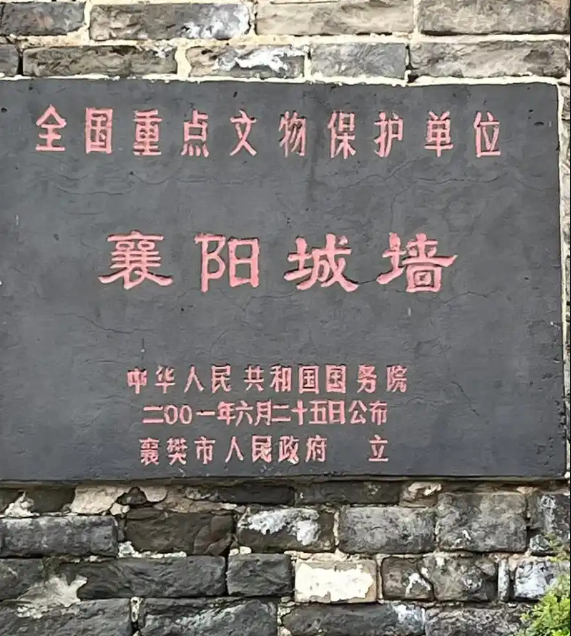 全国重点文物保护单位
襄阳城墙
中华人民共和国国务院
二00一年六月二十五日公布
襄樊市人民政府 立